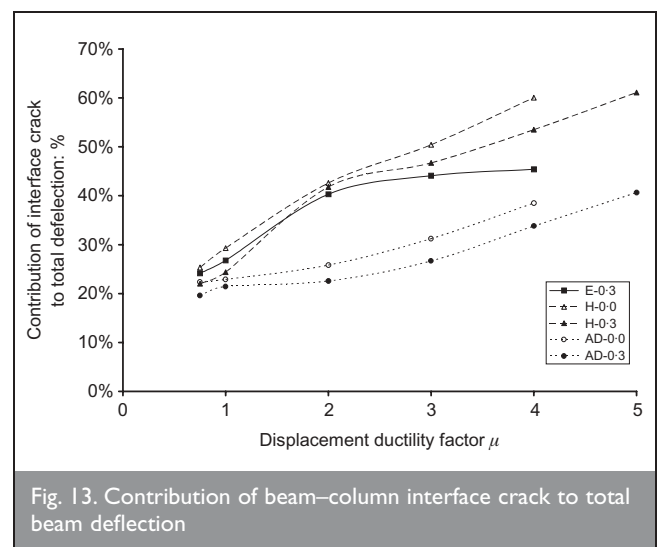 70%
60%
50%
40%
30%
20%
10%
0%
Contribution of interface crack
to total defelection: %
0
1
2
3
4
5
Displacement ductility factor μ
E-0·3
H-0·0
H-0·3
AD-0·0
AD-0·3
Fig. 13. Contribution of beam–column interface crack to total
beam deflection